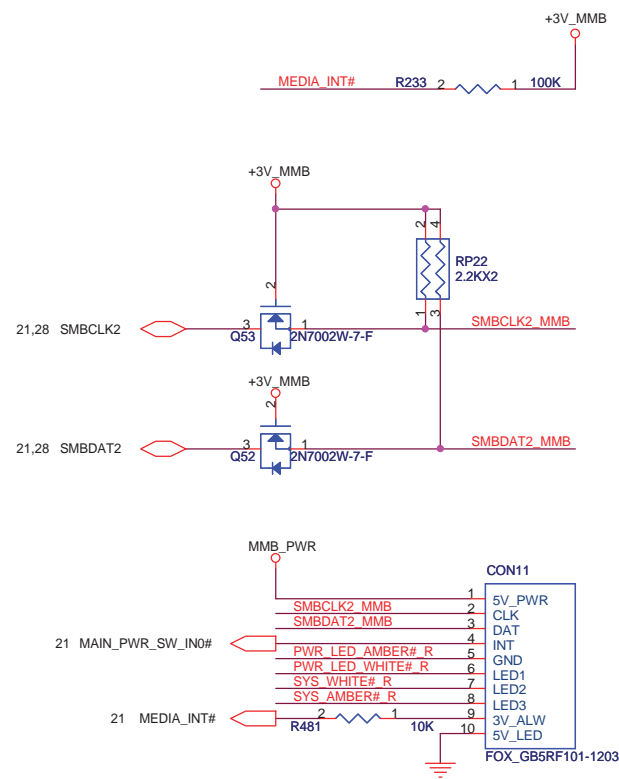 +3V_MMB
MEDIA_INT# R233 2 1 100K
+3V_MMB
2 4
RP22
2.2KX2
2
1 3
21,28 SMBCLK2 3 1 SMBCLK2_MMB
Q53 2N7002W-7-F
+3V_MMB
2
21,28 SMBDAT2 3 1 SMBDAT2_MMB
Q52 2N7002W-7-F
MMB_PWR
CON11
1 5V_PWR
SMBCLK2_MMB 2 CLK
SMBDAT2_MMB 3 DAT
21 MAIN_PWR_SW_IN0# 4 INT
PWR_LED_AMBER#_R 5 GND
PWR_LED_WHITE#_R 6 LED1
SYS_WHITE#_R 7 LED2
SYS_AMBER#_R 8 LED3
21 MEDIA_INT# 2 1 9 3V_ALW
R481 10K 10 5V_LED
FOX_GB5RF101-1203